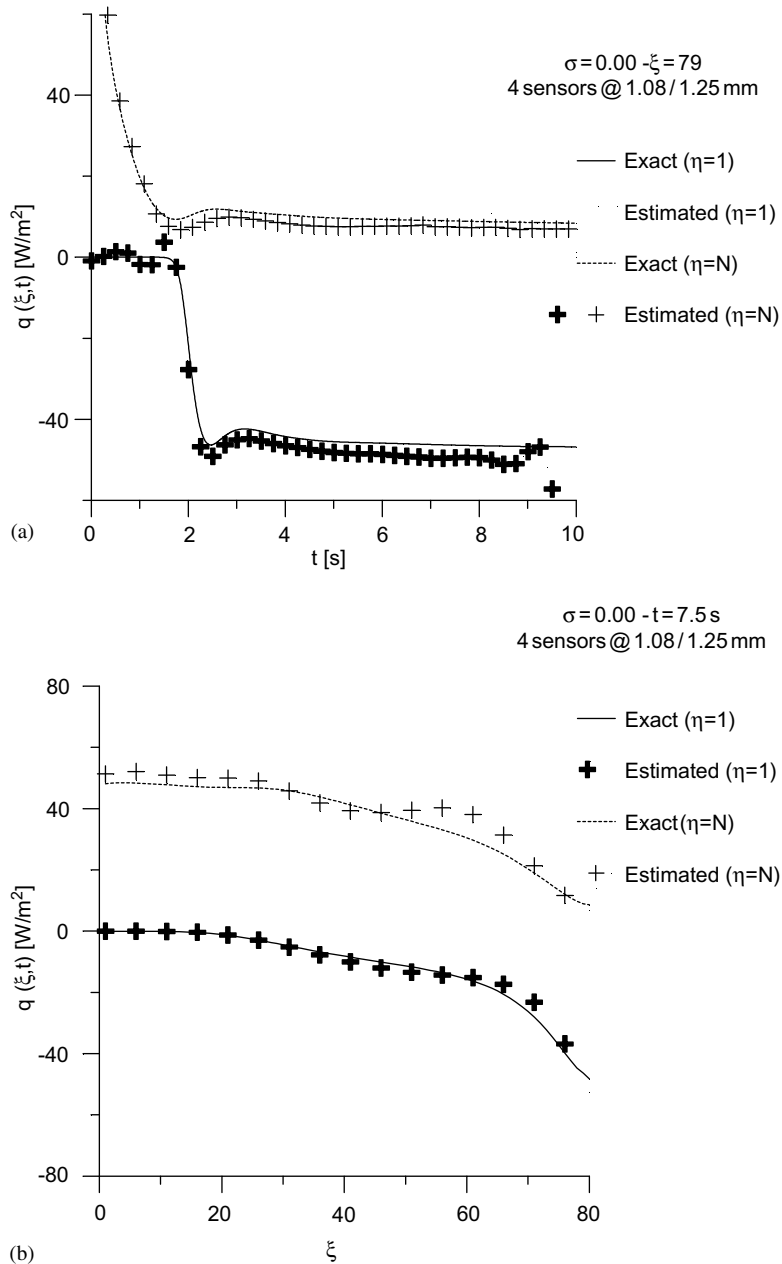 σ=0.00 -ξ=79
4 sensors @ 1.08 / 1.25 mm
Exact (η=1)
Estimated (η=1)
Exact (η=N)
Estimated (η=N)
q (ξ,t) [W/m²]
40
0
-40
0 2 4 6 8 10
t [s]
(a)
σ=0.00 - t=7.5 s
4 sensors @ 1.08 / 1.25 mm
Exact (η=1)
Estimated (η=1)
Exact(η=N)
Estimated (η=N)
q (ξ,t) [W/m²]
80
40
0
-40
-80
0 20 40 60 80
ξ
(b)